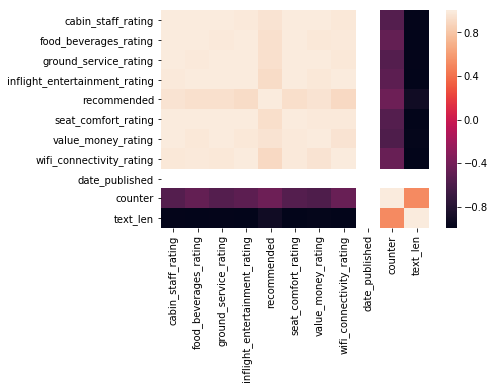 cabin_staff_rating
food_beverages_rating
ground_service_rating
inflight_entertainment_rating
recommended
seat_comfort_rating
value_money_rating
wifi_connectivity_rating
date_published
counter
text_len
cabin_staff_rating
food_beverages_rating
ground_service_rating
inflight_entertainment_rating
recommended
seat_comfort_rating
value_money_rating
wifi_connectivity_rating
date_published
counter
text_len
0.8
0.4
0.0
−0.4
−0.8